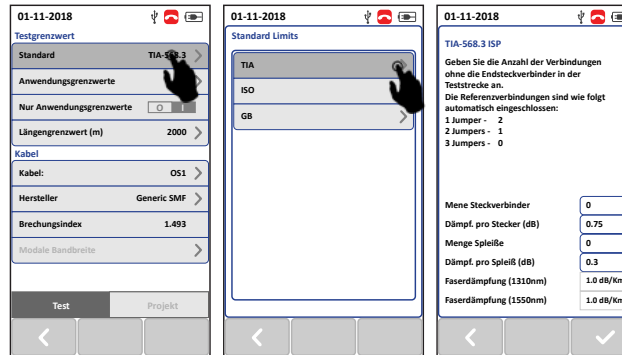 01-11-2018
Testgrenzwert
Standard TIA-568.3
Anwendungsgrenzwerte
Nur Anwendungsgrenzwerte O I
Längengrenzwert (m) 2000
Kabel
Kabel: OS1
Hersteller Generic SMF
Brechungsindex 1.493
Modale Bandbreite
Test Projekt
01-11-2018
Standard Limits
TIA
ISO
GB
01-11-2018
TIA-568.3 ISP
Geben Sie die Anzahl der Verbindungen
ohne die Endsteckverbinder in der
Teststrecke an.
Die Referenzverbindungen sind wie folgt
automatisch eingeschlossen:
1 Jumper - 2
2 Jumpers - 1
3 Jumpers - 0
Mene Steckverbinder 0
Dämpf. pro Stecker (dB) 0.75
Menge Spleiße 0
Dämpf. pro Spleiß (dB) 0.3
Faserdämpfung (1310nm) 1.0 dB/Km
Faserdämpfung (1550nm) 1.0 dB/Km